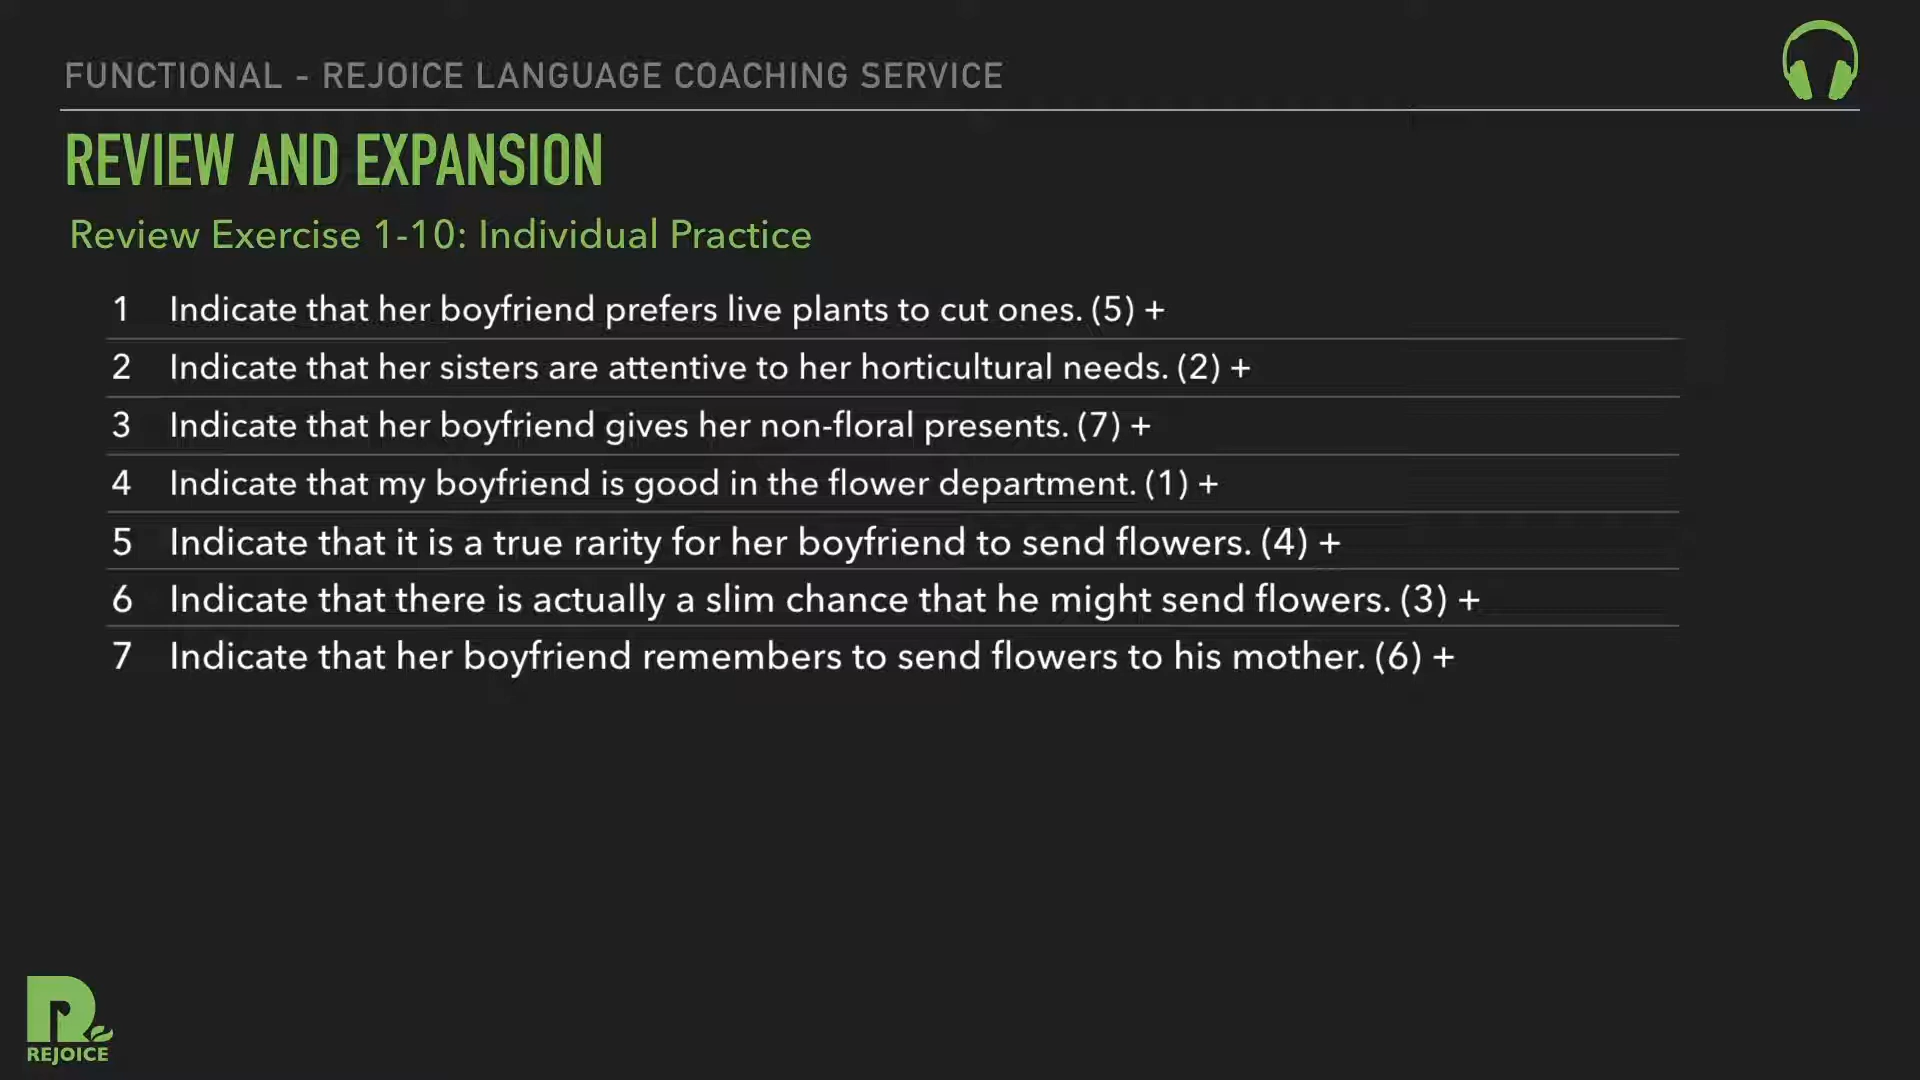 FUNCTIONAL - REJOICE LANGUAGE COACHING SERVICE
REVIEW AND EXPANSION
Review Exercise 1-10: Individual Practice
1 Indicate that her boyfriend prefers live plants to cut ones. (5) +
2 Indicate that her sisters are attentive to her horticultural needs. (2) +
3 Indicate that her boyfriend gives her non-floral presents. (7) +
4 Indicate that my boyfriend is good in the flower department. (1) +
5 Indicate that it is a true rarity for her boyfriend to send flowers. (4) +
6 Indicate that there is actually a slim chance that he might send flowers. (3) +
7 Indicate that her boyfriend remembers to send flowers to his mother. (6) +
REJOICE